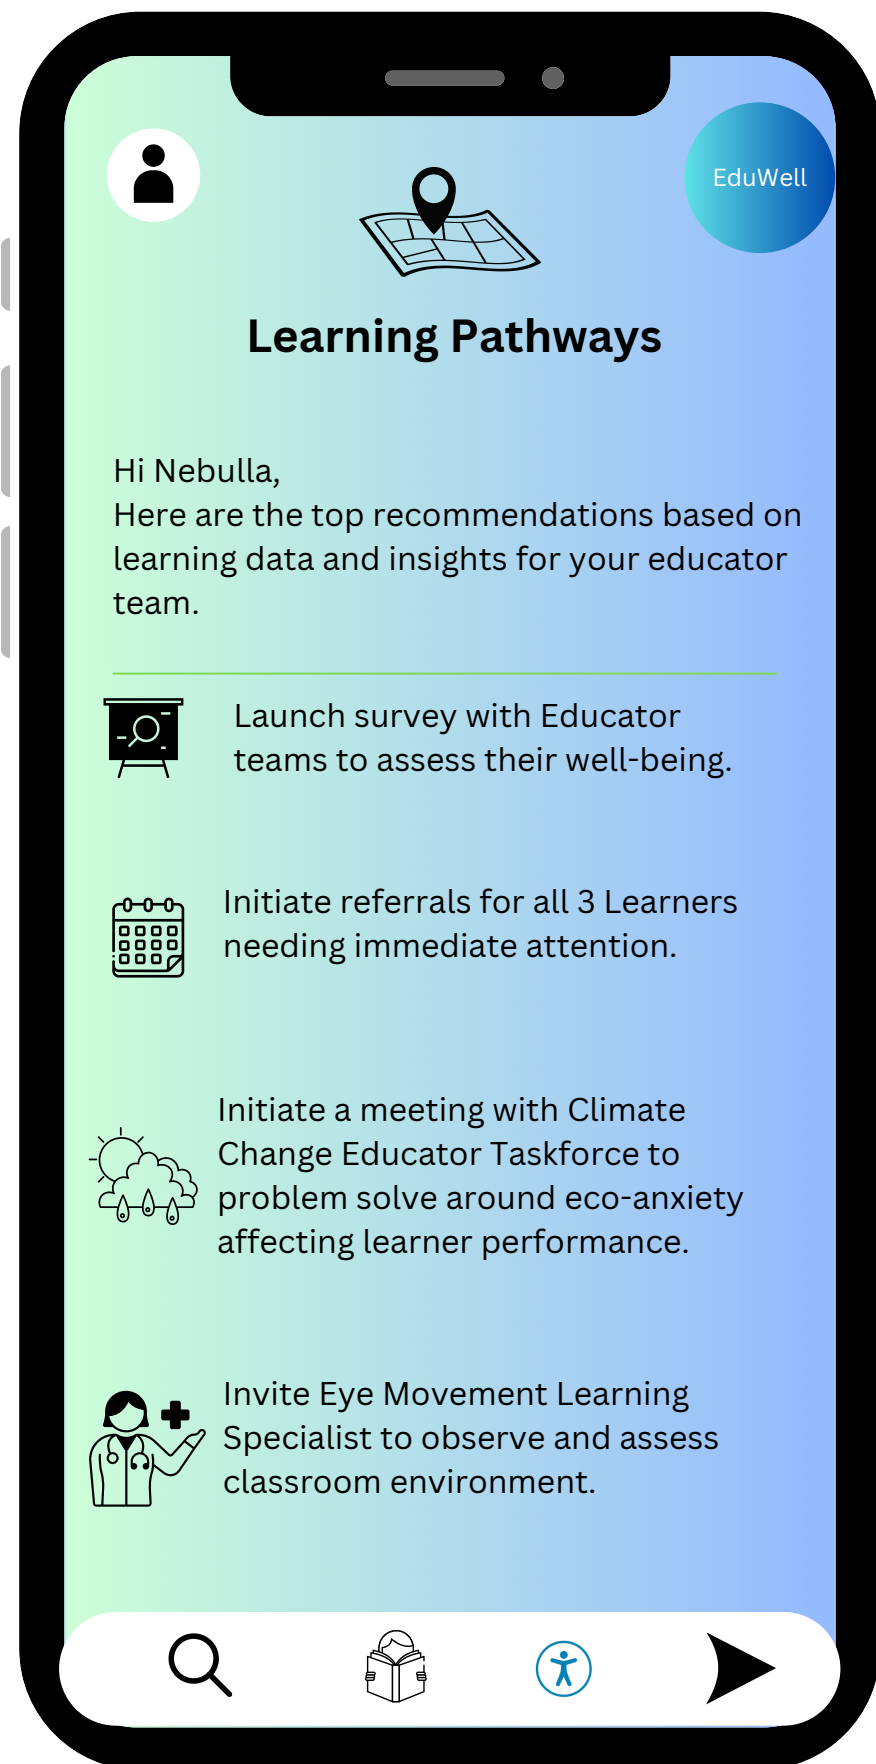 EduWell
Learning Pathways
Hi Nebulla,
Here are the top recommendations based on
learning data and insights for your educator
team.
Launch survey with Educator
teams to assess their well-being.
Initiate referrals for all 3 Learners
needing immediate attention.
Initiate a meeting with Climate
Change Educator Taskforce to
problem solve around eco-anxiety
affecting learner performance.
Invite Eye Movement Learning
Specialist to observe and assess
classroom environment.